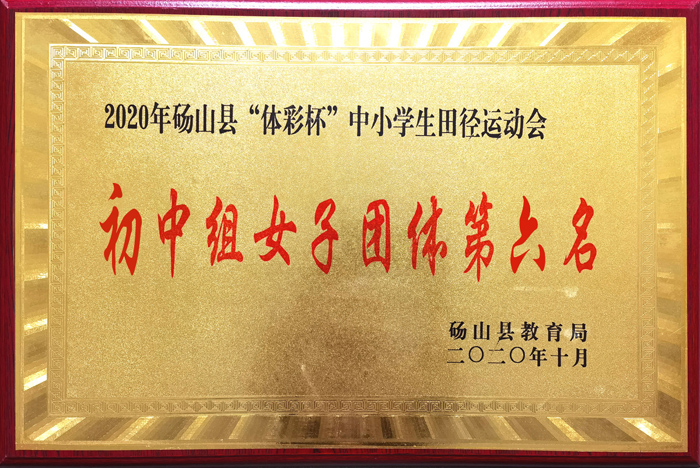 2020年砀山县“体彩杯”中小学生田径运动会
初中组女子团体第六名
砀山县教育局
二〇二〇年十月